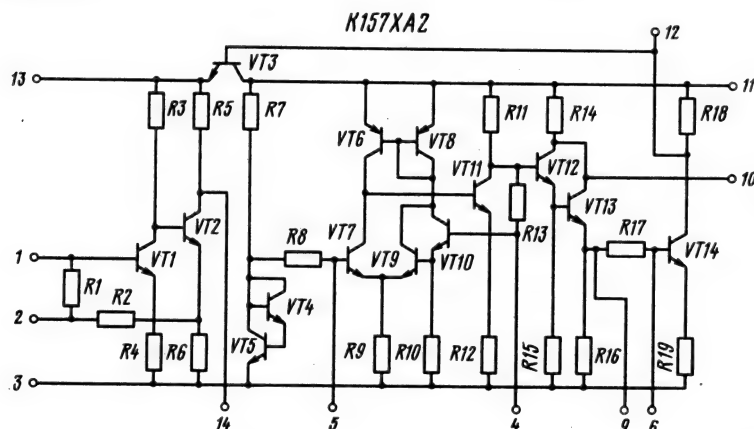 К157ХА2
12
VT3
13
11
R3
R5
R7
R11
R14
R18
VT6
VT8
VT11
VT12
10
VT2
R13
VT13
VT7
R17
1
VT1
R8
VT9
VT10
VT14
R1
R2
VT4
2
VT5
R4
R6
R9
R10
R12
R15
R16
R19
3
14
5
4
9
6